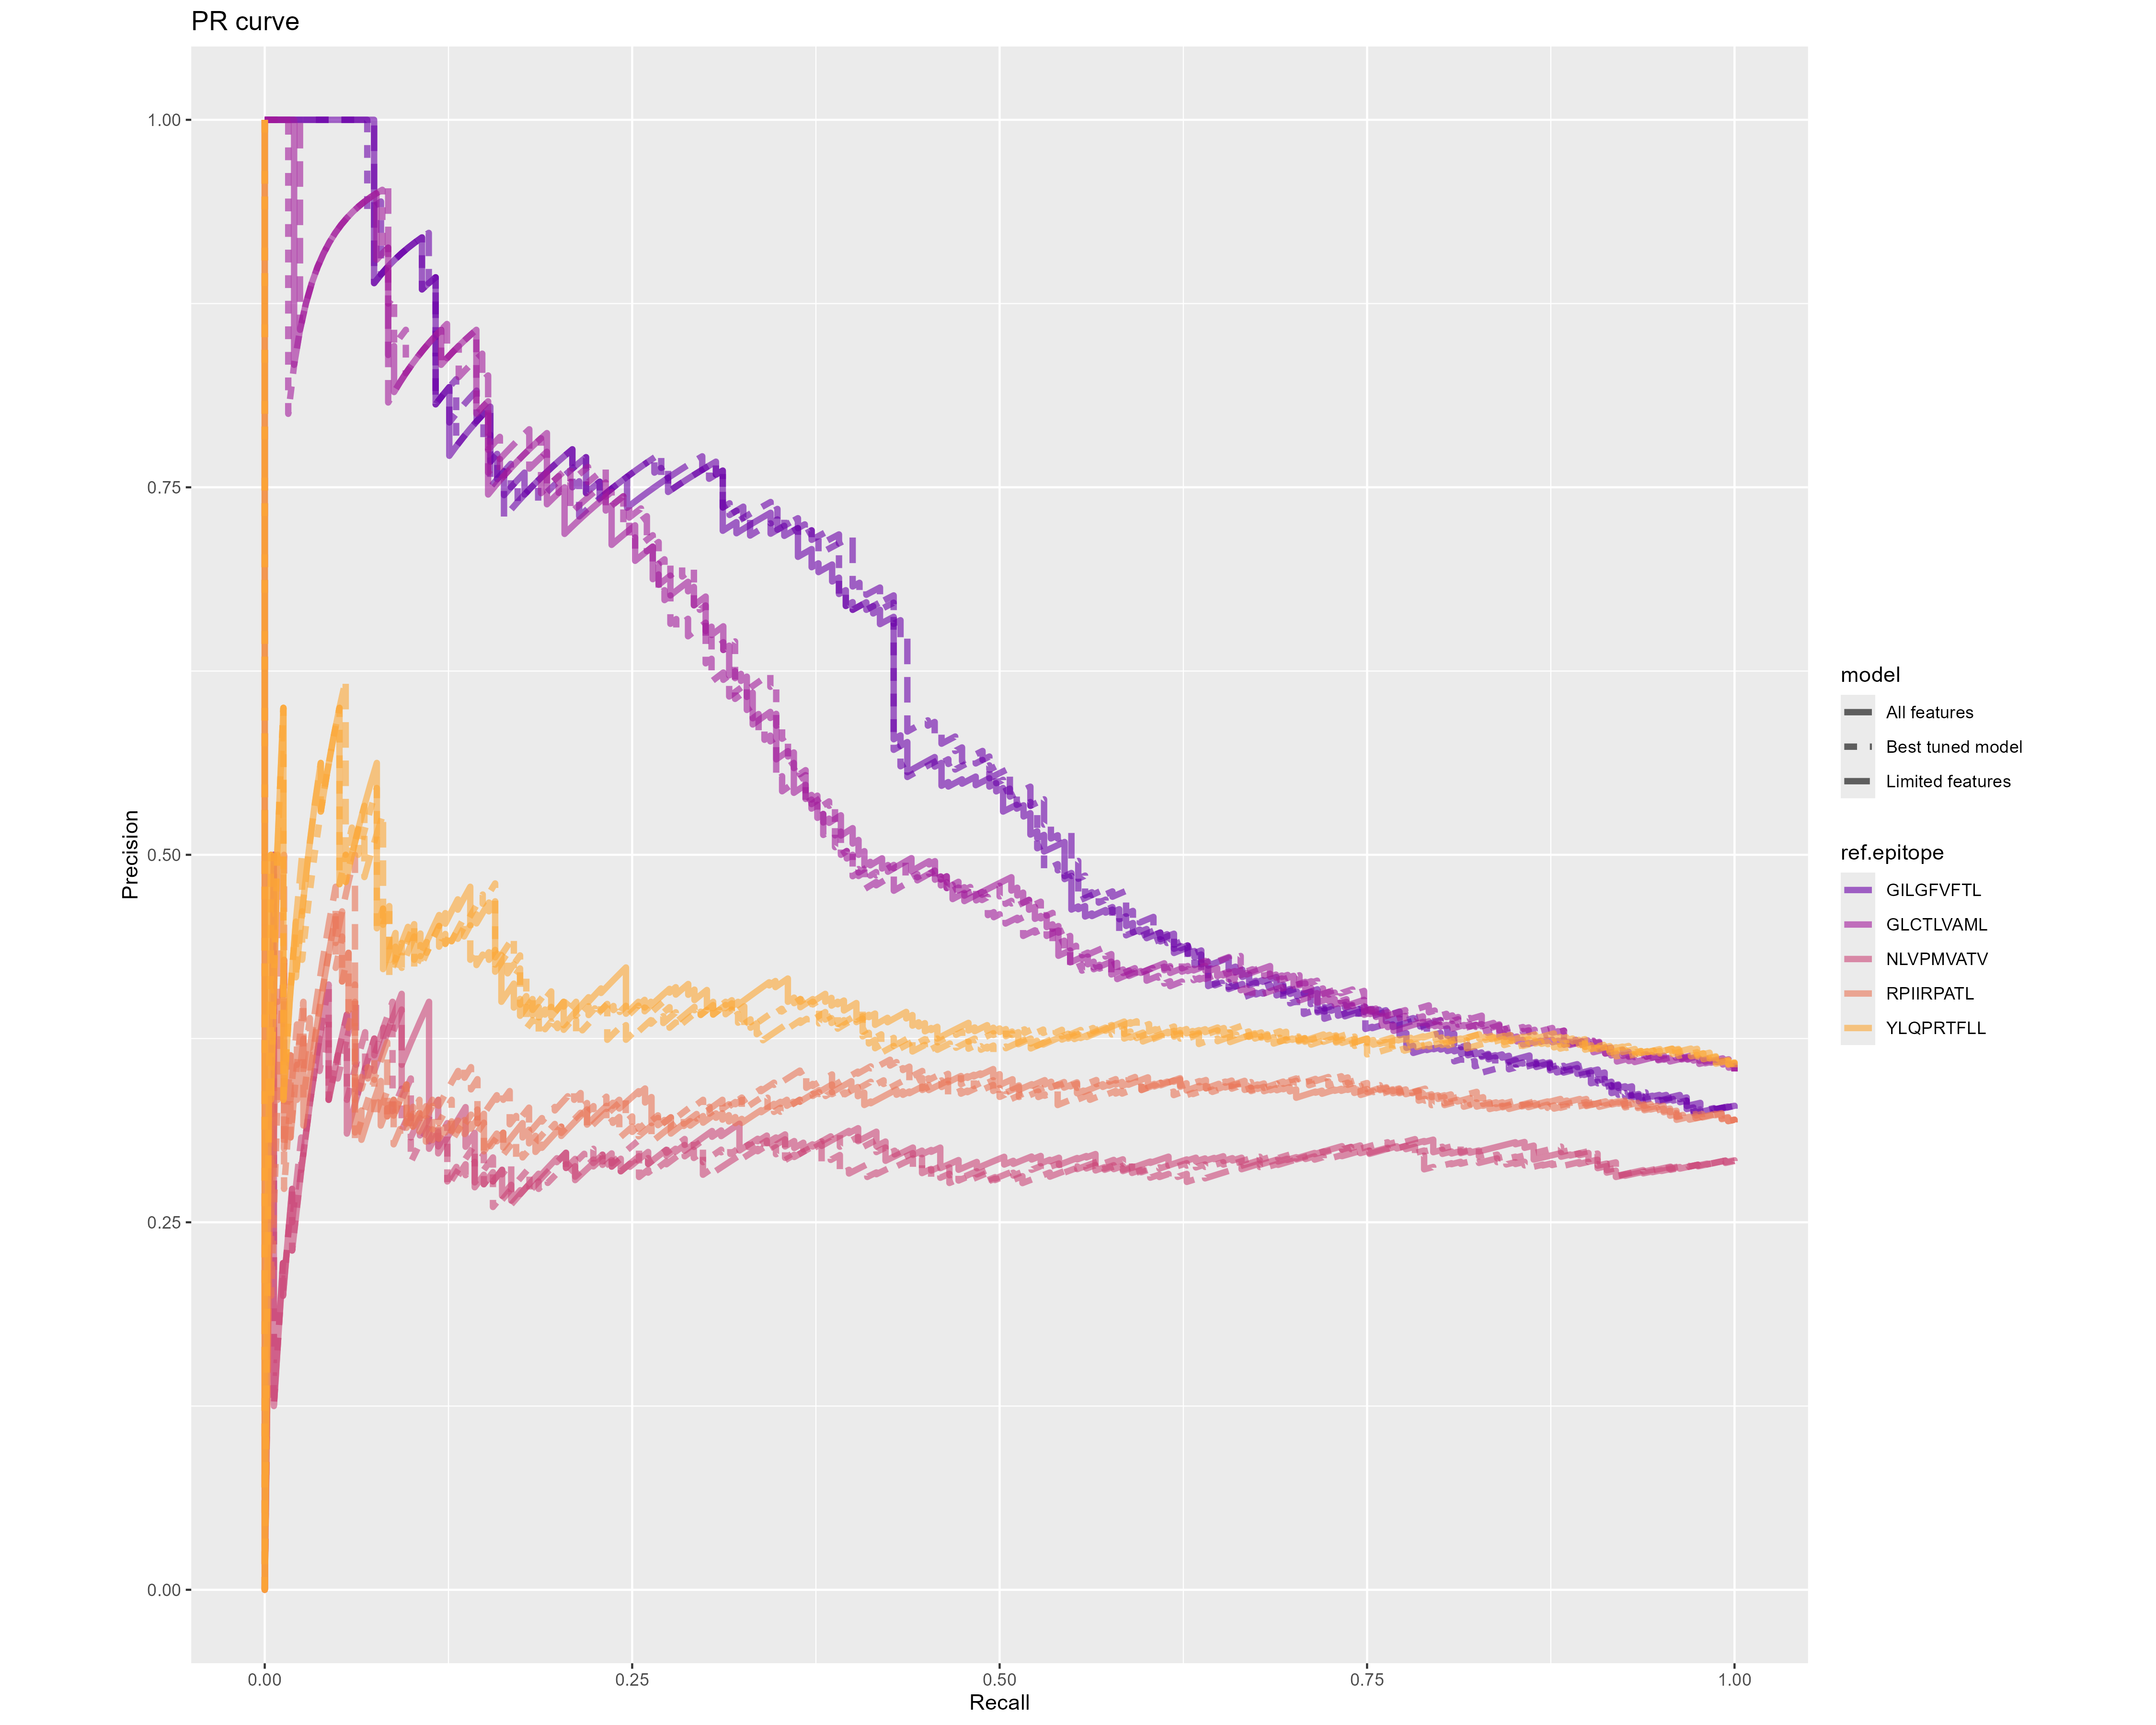 PR curve
1.00
0.75
0.50
0.25
0.00
Precision
0.00
0.25
0.50
0.75
1.00
Recall
model
All features
Best tuned model
Limited features
ref.epitope
GILGFVFTL
GLCTLVAML
NLVPMVATV
RPIIRPATL
YLQPRTFLL